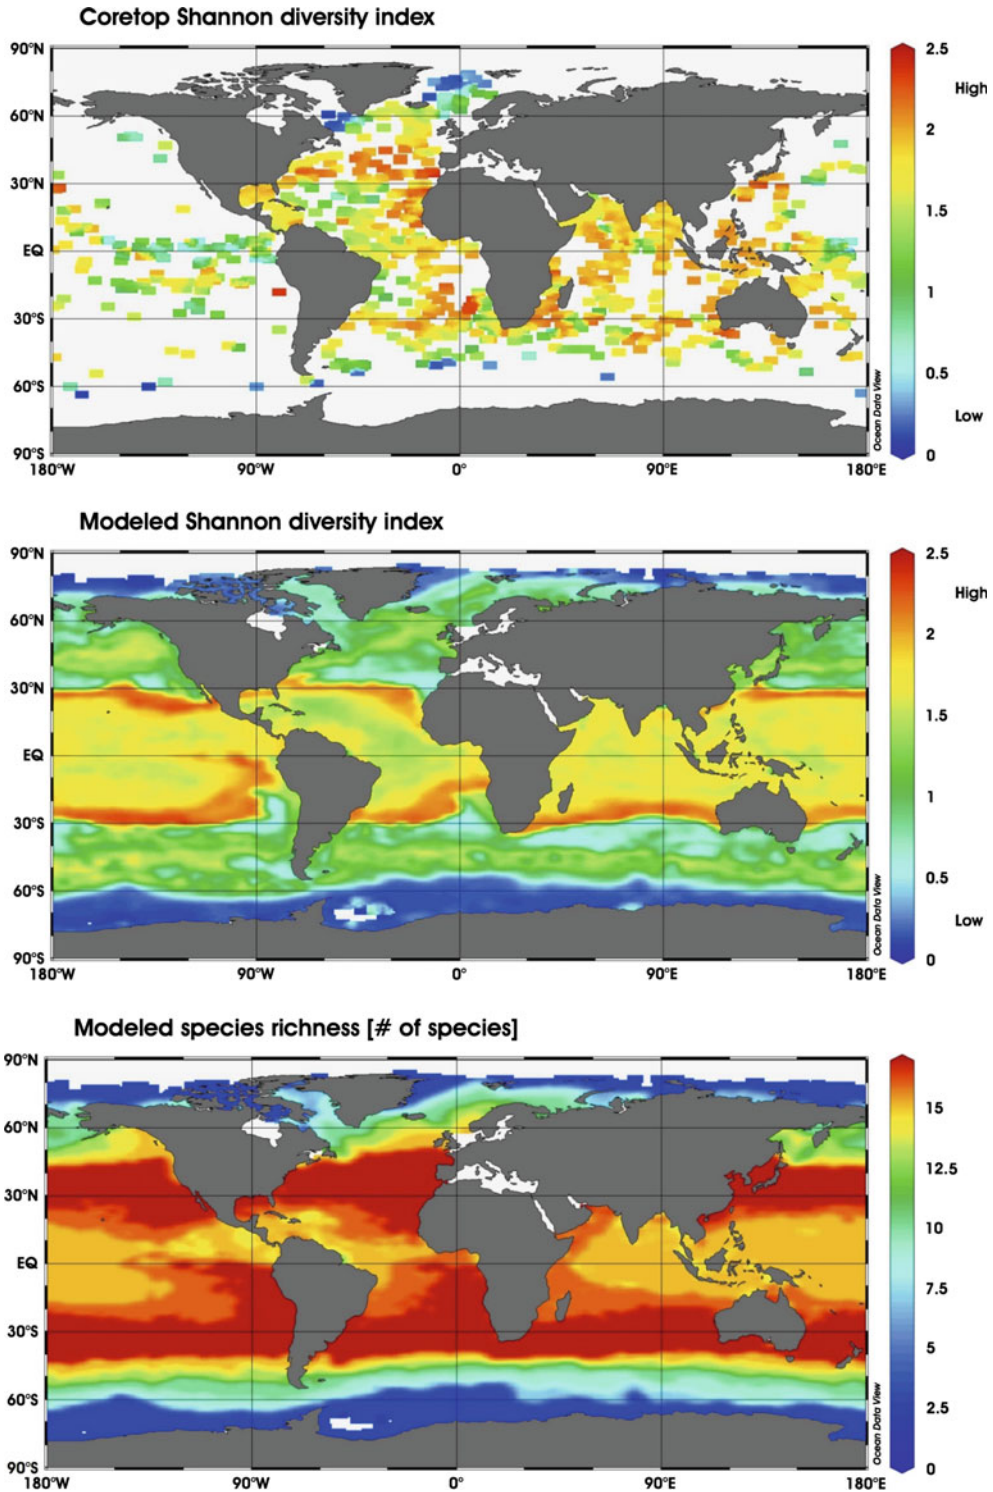 Coretop Shannon diversity index
90°N
60°N
30°N
EQ
30°S
60°S
90°S
180°W
90°W
0°
90°E
180°E
2.5
High
2
1.5
1
0.5
Low
0
Ocean Data View
Modeled Shannon diversity index
90°N
60°N
30°N
EQ
30°S
60°S
90°S
180°W
90°W
0°
90°E
180°E
2.5
High
2
1.5
1
0.5
Low
0
Ocean Data View
Modeled species richness [# of species]
90°N
60°N
30°N
EQ
30°S
60°S
90°S
180°W
90°W
0°
90°E
180°E
15
12.5
10
7.5
5
2.5
0
Ocean Data View